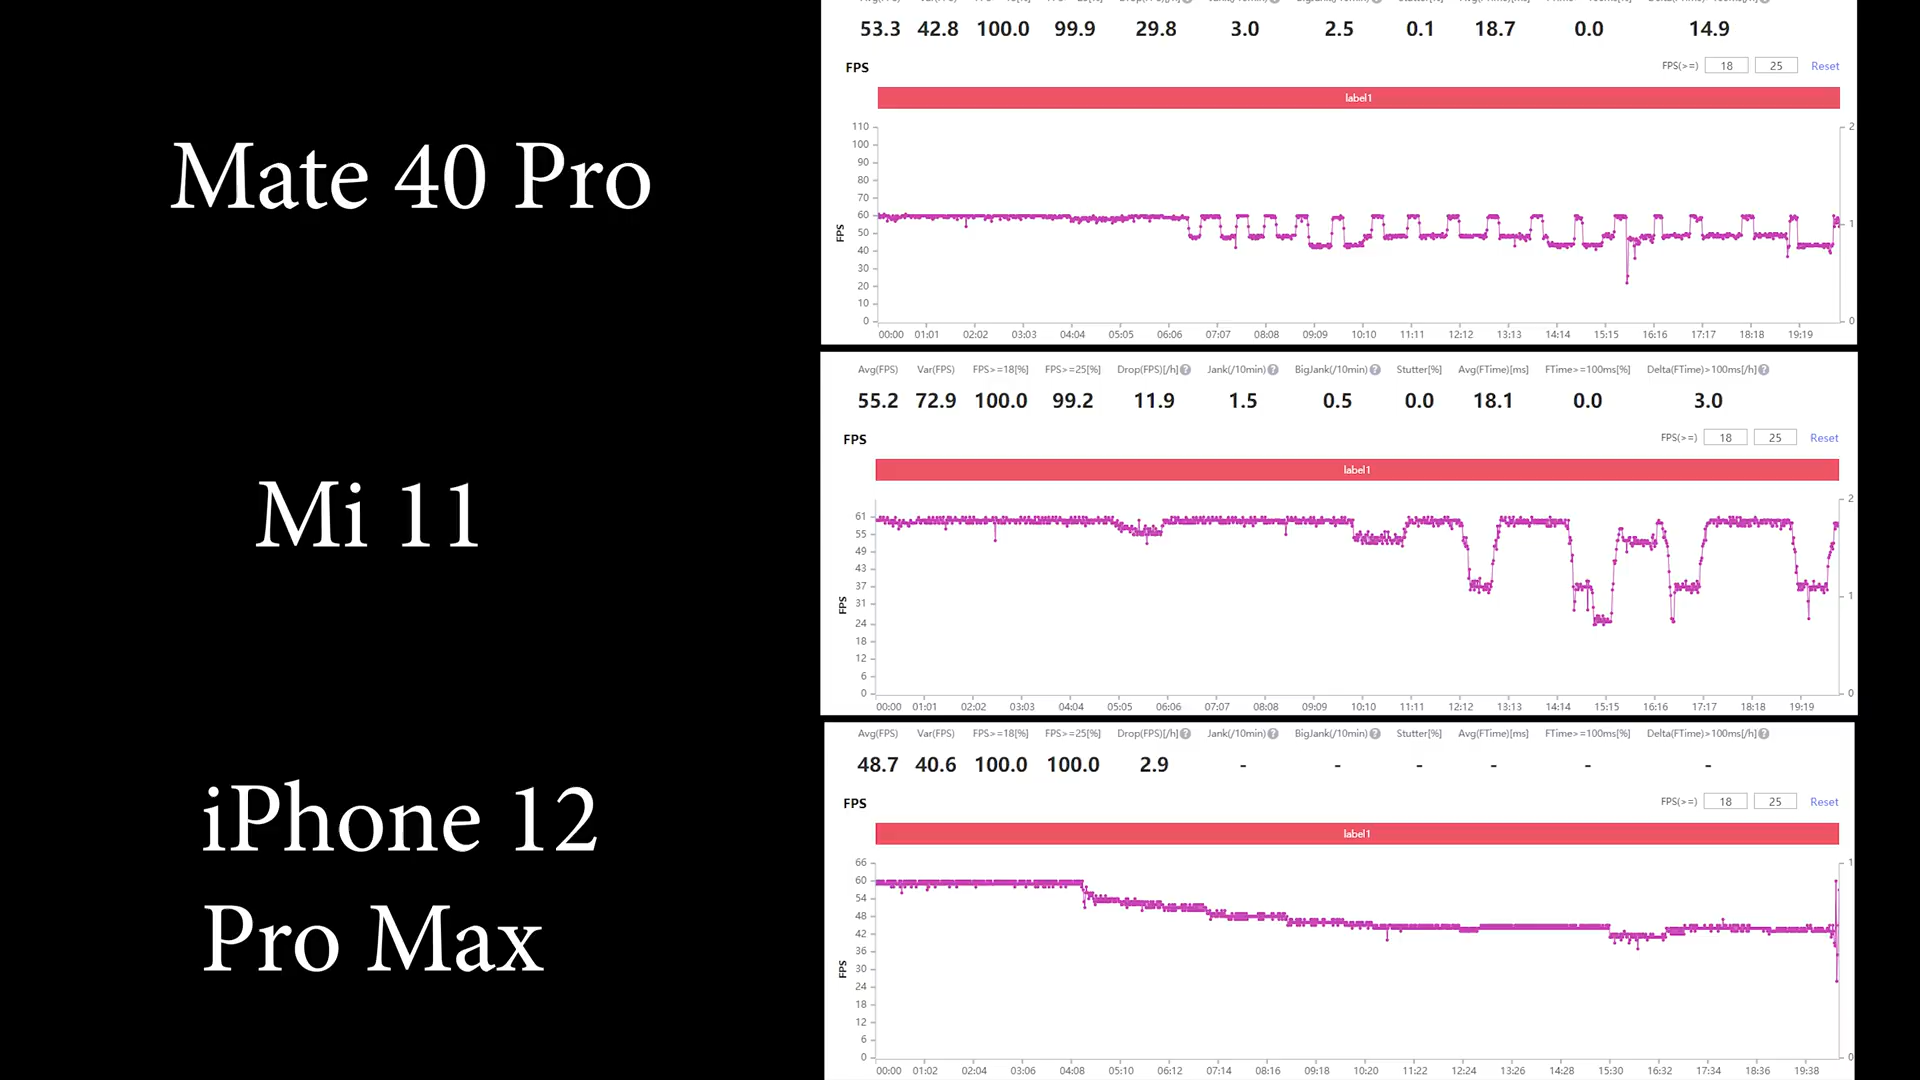 Mate 40 Pro
53.3 42.8 100.0 99.9 29.8 3.0 2.5 0.1 18.7 0.0 14.9
FPS
FPS(>=) 18 25 Reset
label1
110
100
90
80
70
60
50
40
30
20
10
0
FPS
2
1
0
00:00 01:01 02:02 03:03 04:04 05:05 06:06 07:07 08:08 09:09 10:10 11:11 12:12 13:13 14:14 15:15 16:16 17:17 18:18 19:19
Mi 11
Avg(FPS) Var(FPS) FPS>=18[%] FPS>=25[%] Drop(FPS)[/h] Jank(/10min) BigJank(/10min) Stutter[%] Avg(FTime)[ms] FTime>=100ms[%] Delta(FTime)>100ms[/h]
55.2 72.9 100.0 99.2 11.9 1.5 0.5 0.0 18.1 0.0 3.0
FPS
FPS(>=) 18 25 Reset
label1
61
55
49
43
37
31
24
18
12
6
0
FPS
2
1
0
00:00 01:01 02:02 03:03 04:04 05:05 06:06 07:07 08:08 09:09 10:10 11:11 12:12 13:13 14:14 15:15 16:16 17:17 18:18 19:19
iPhone 12
Pro Max
Avg(FPS) Var(FPS) FPS>=18[%] FPS>=25[%] Drop(FPS)[/h] Jank(/10min) BigJank(/10min) Stutter[%] Avg(FTime)[ms] FTime>=100ms[%] Delta(FTime)>100ms[/h]
48.7 40.6 100.0 100.0 2.9 - - - - - -
FPS
FPS(>=) 18 25 Reset
label1
66
60
54
48
42
36
30
24
18
12
6
0
FPS
1
0
00:00 01:02 02:04 03:06 04:08 05:10 06:12 07:14 08:16 09:18 10:20 11:22 12:24 13:26 14:28 15:30 16:32 17:34 18:36 19:38